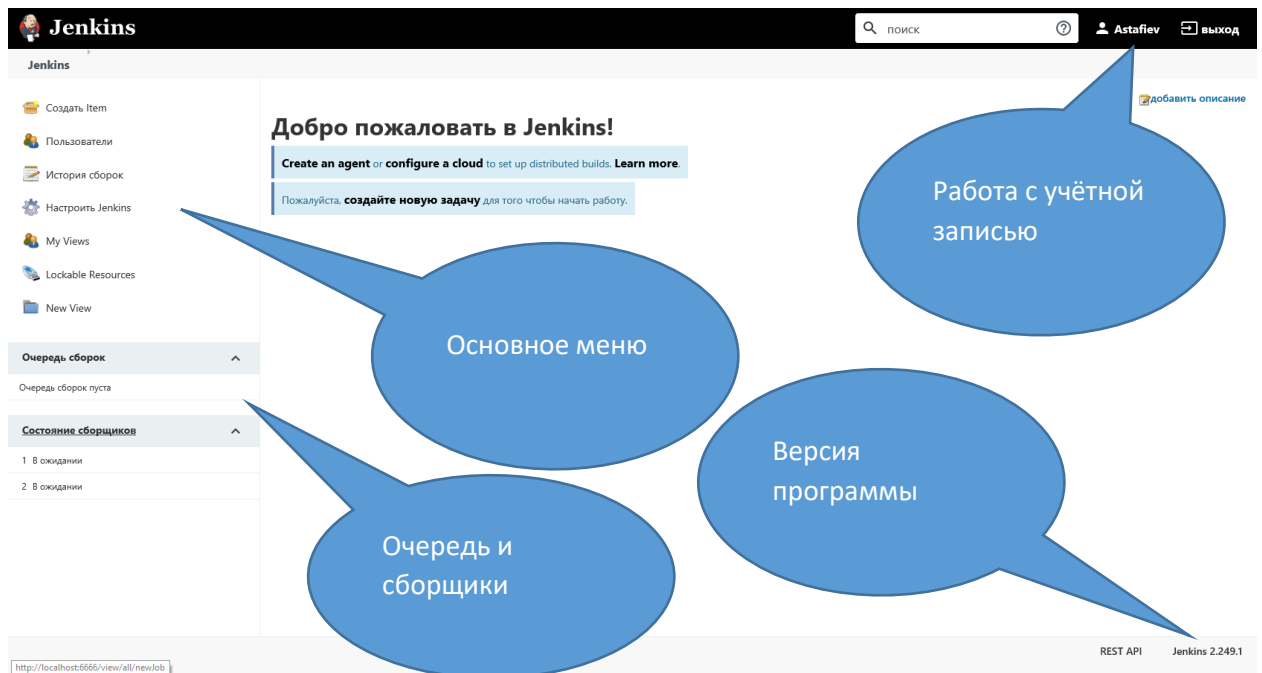 Jenkins
поиск
Astafiev
выход
Jenkins
добавить описание
Создать Item
Пользователи
История сборок
Настроить Jenkins
My Views
Lockable Resources
New View
Очередь сборок
Очередь сборок пуста
Состояние сборщиков
1 В ожидании
2 В ожидании
Добро пожаловать в Jenkins!
Create an agent or configure a cloud to set up distributed builds. Learn more.
Пожалуйста, создайте новую задачу для того чтобы начать работу.
Работа с учётной
записью
Основное меню
Версия
программы
Очередь и
сборщики
REST API
Jenkins 2.249.1
http://localhost:6666/view/all/newJob